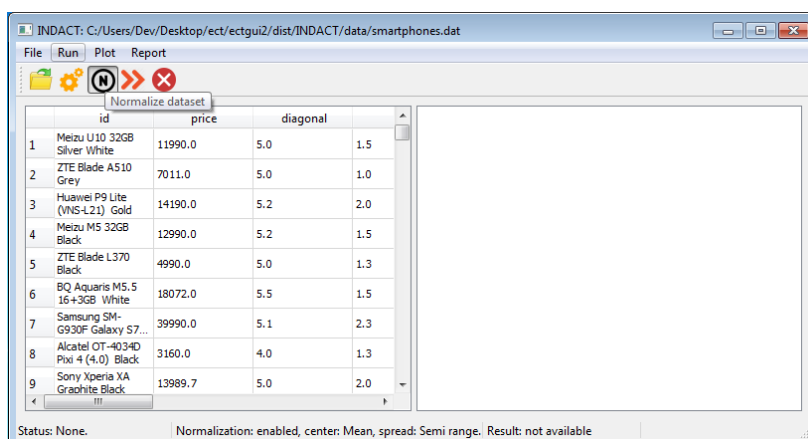 INDACT: C:/Users/Dev/Desktop/ect/ectgui2/dist/INDACT/data/smartphones.dat
File Run Plot Report
N
Normalize dataset
id price diagonal
1 Meizu U10 32GB Silver White 11990.0 5.0 1.5
2 ZTE Blade A510 Grey 7011.0 5.0 1.0
3 Huawei P9 Lite (VNS-L21) Gold 14190.0 5.2 2.0
4 Meizu M5 32GB Black 12990.0 5.2 1.5
5 ZTE Blade L370 Black 4990.0 5.0 1.3
6 BQ Aquaris M5.5 16+3GB White 18072.0 5.5 1.5
7 Samsung SM-G930F Galaxy S7... 39990.0 5.1 2.3
8 Alcatel OT-4034D Pixi 4 (4.0) Black 3160.0 4.0 1.3
9 Sony Xperia XA Graphite Black 13989.7 5.0 2.0
Status: None. Normalization: enabled, center: Mean, spread: Semi range. Result: not available